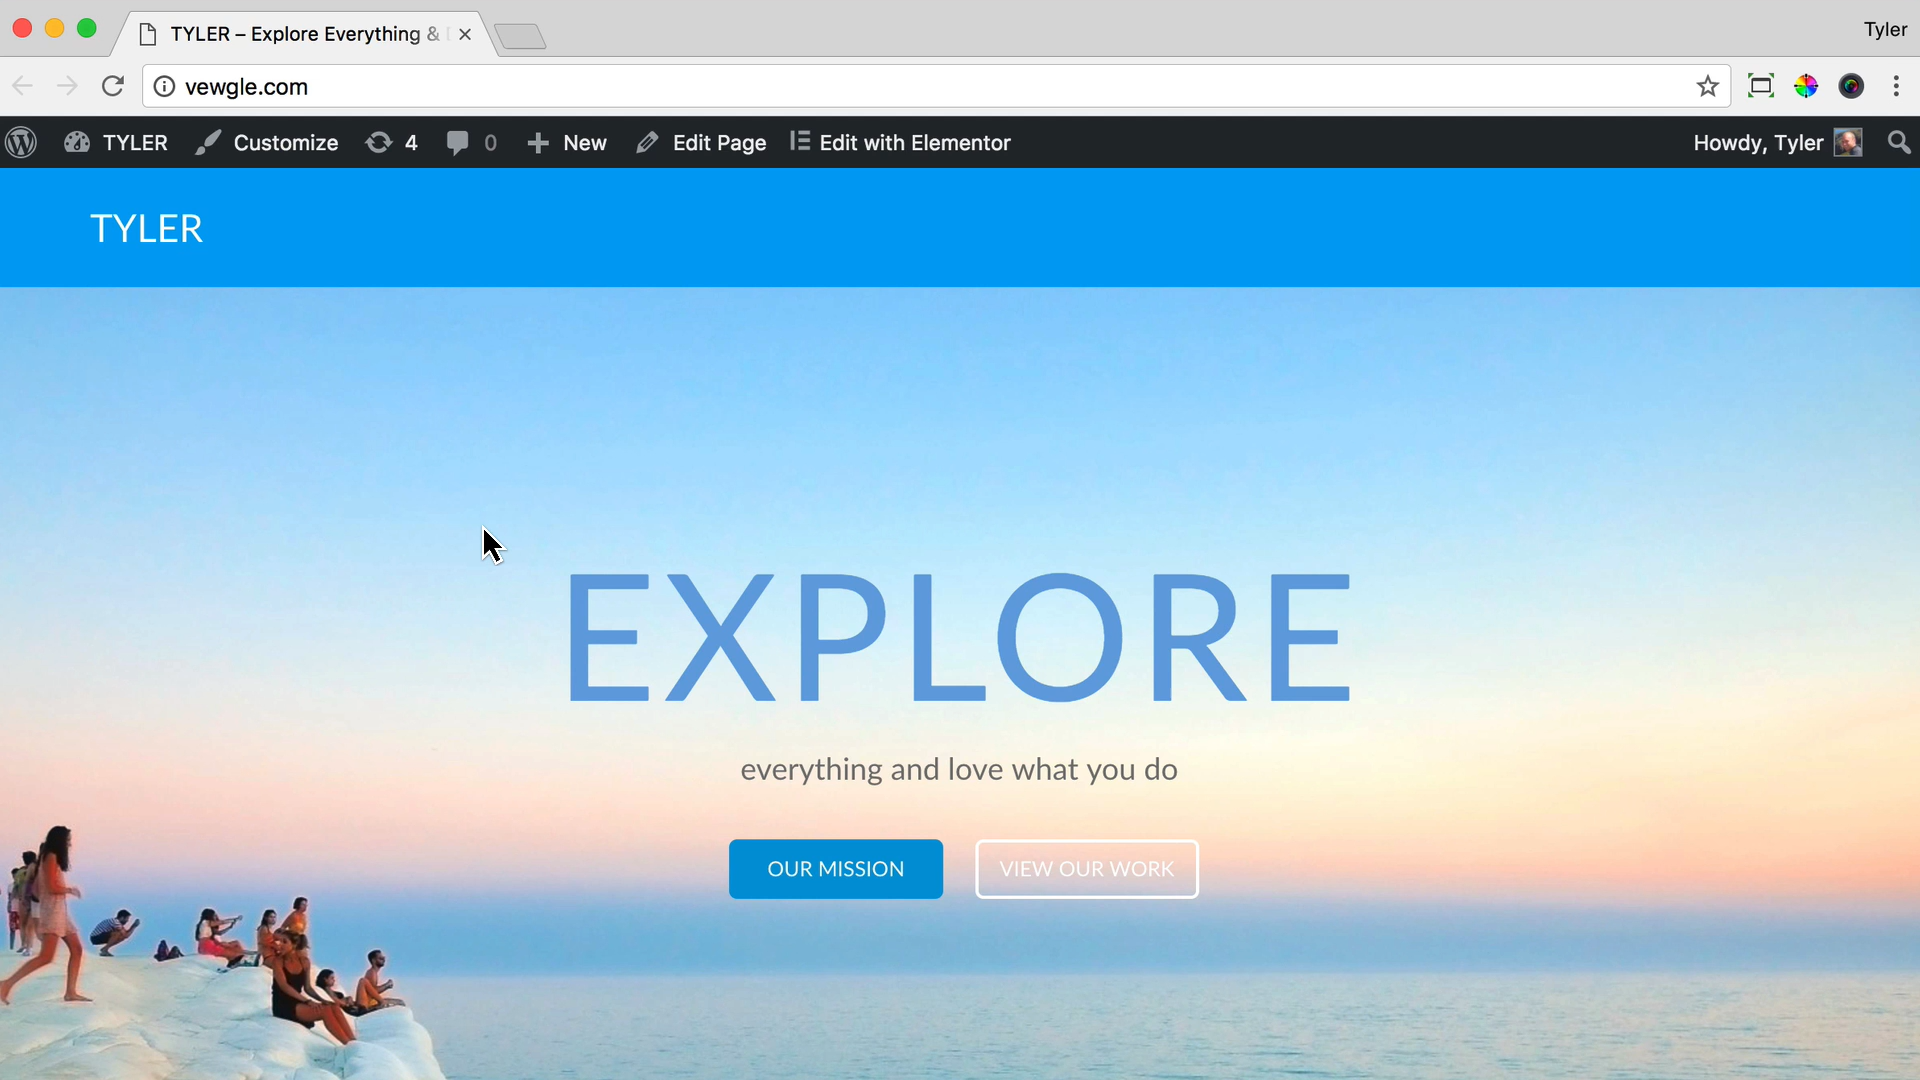 TYLER – Explore Everything &
Tyler
vewgle.com
TYLER Customize 4 0 New Edit Page Edit with Elementor Howdy, Tyler
TYLER
EXPLORE
everything and love what you do
OUR MISSION VIEW OUR WORK